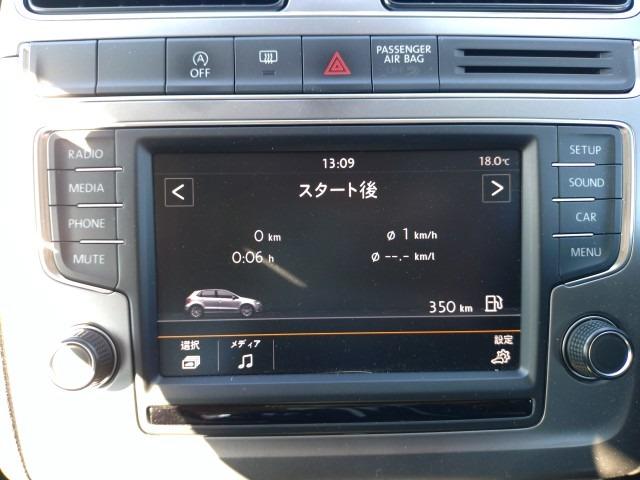 OFF
PASSENGER
AIR BAG
RADIO
MEDIA
PHONE
MUTE
SETUP
SOUND
CAR
MENU
13:09
18.0℃
スタート後
0 km
ø 1 km/h
0:06 h
ø --.- km/l
350 km
選択
メディア
設定